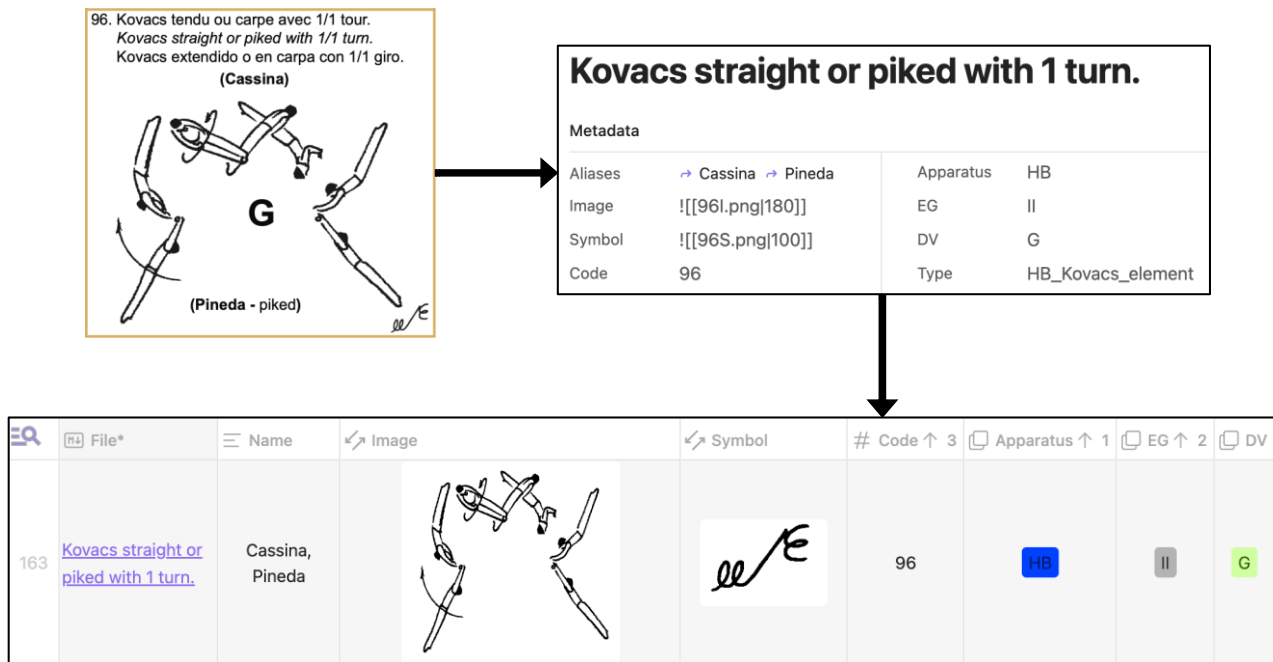 96. Kovacs tendu ou carpe avec 1/1 tour.
Kovacs straight or piked with 1/1 turn.
Kovacs extendido o en carpa con 1/1 giro.
(Cassina)
G
(Pineda - piked)
Kovacs straight or piked with 1 turn.
Metadata
Aliases Cassina Pineda Apparatus HB
Image ![[96I.png|180]] EG II
Symbol ![[96S.png|100]] DV G
Code 96 Type HB_Kovacs_element
File* Name Image Symbol # Code ↑ 3 Apparatus ↑ 1 EG ↑ 2 DV
163 Kovacs straight or piked with 1 turn. Cassina, Pineda 96 HB II G